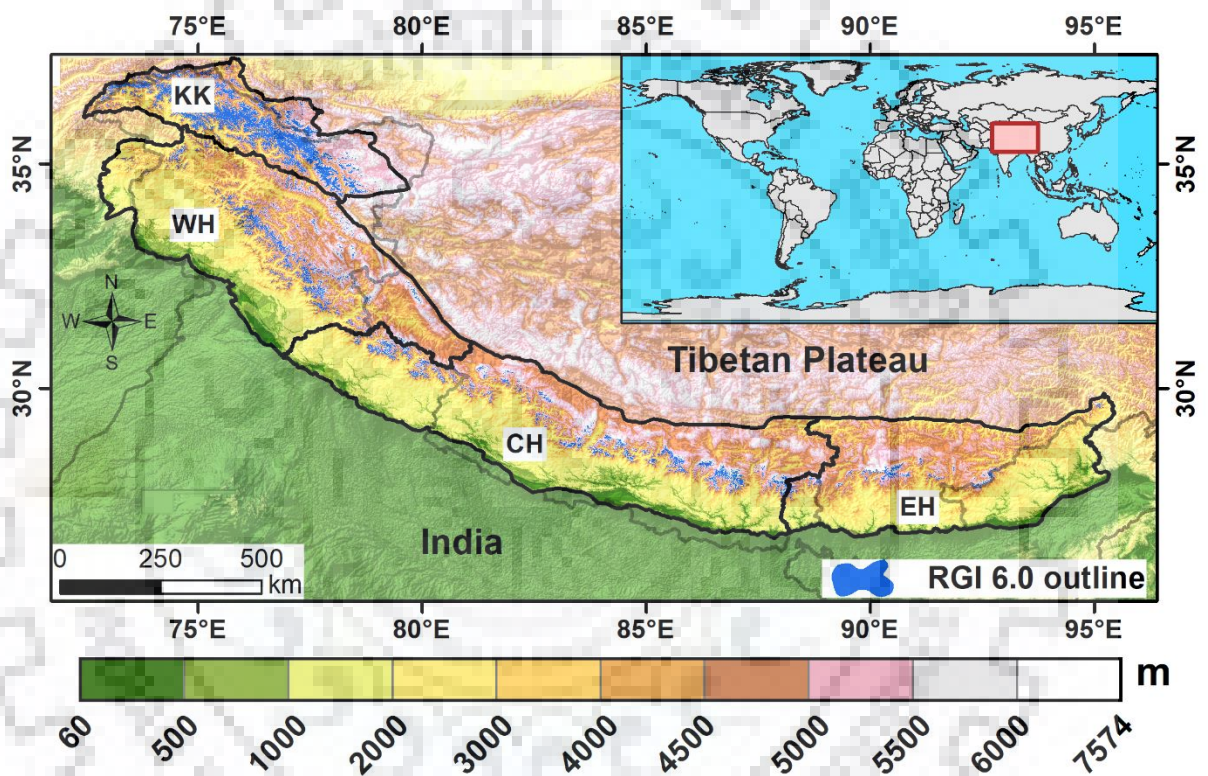 75°E 80°E 85°E 90°E 95°E
KK
35°N
35°N
WH
N
W E
S
Tibetan Plateau
30°N
30°N
CH
EH
India
0 250 500
km
RGI 6.0 outline
75°E 80°E 85°E 90°E 95°E
m
60 500 1000 2000 3000 4000 4500 5000 5500 6000 7574